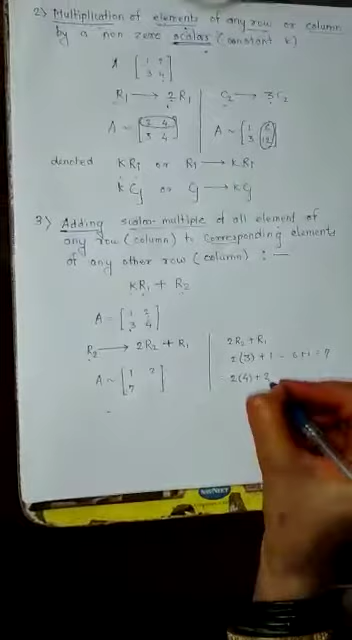 2) Multiplication of elements of any row or column
by a non zero scalar (constant k)
A [1 2
3 4]
R₁ → 2R₁ | C₂ → 3C₂
A ~ [2 4 | A ~ [1 6
3 4] | 3 12]
denoted kRᵢ or Rᵢ → kRᵢ
kCⱼ or Cⱼ → kCⱼ
3) Adding scalar multiple of all element of
any row (column) to corresponding elements
of any other row (column) : —
kR₁ + R₂
A = [1 2
3 4]
R₂ → 2R₂ + R₁ | 2R₂ + R₁
2(3) + 1 = 6+1 = 7
A ~ [1 2 | 2(4) + 2
7 ]
navneet